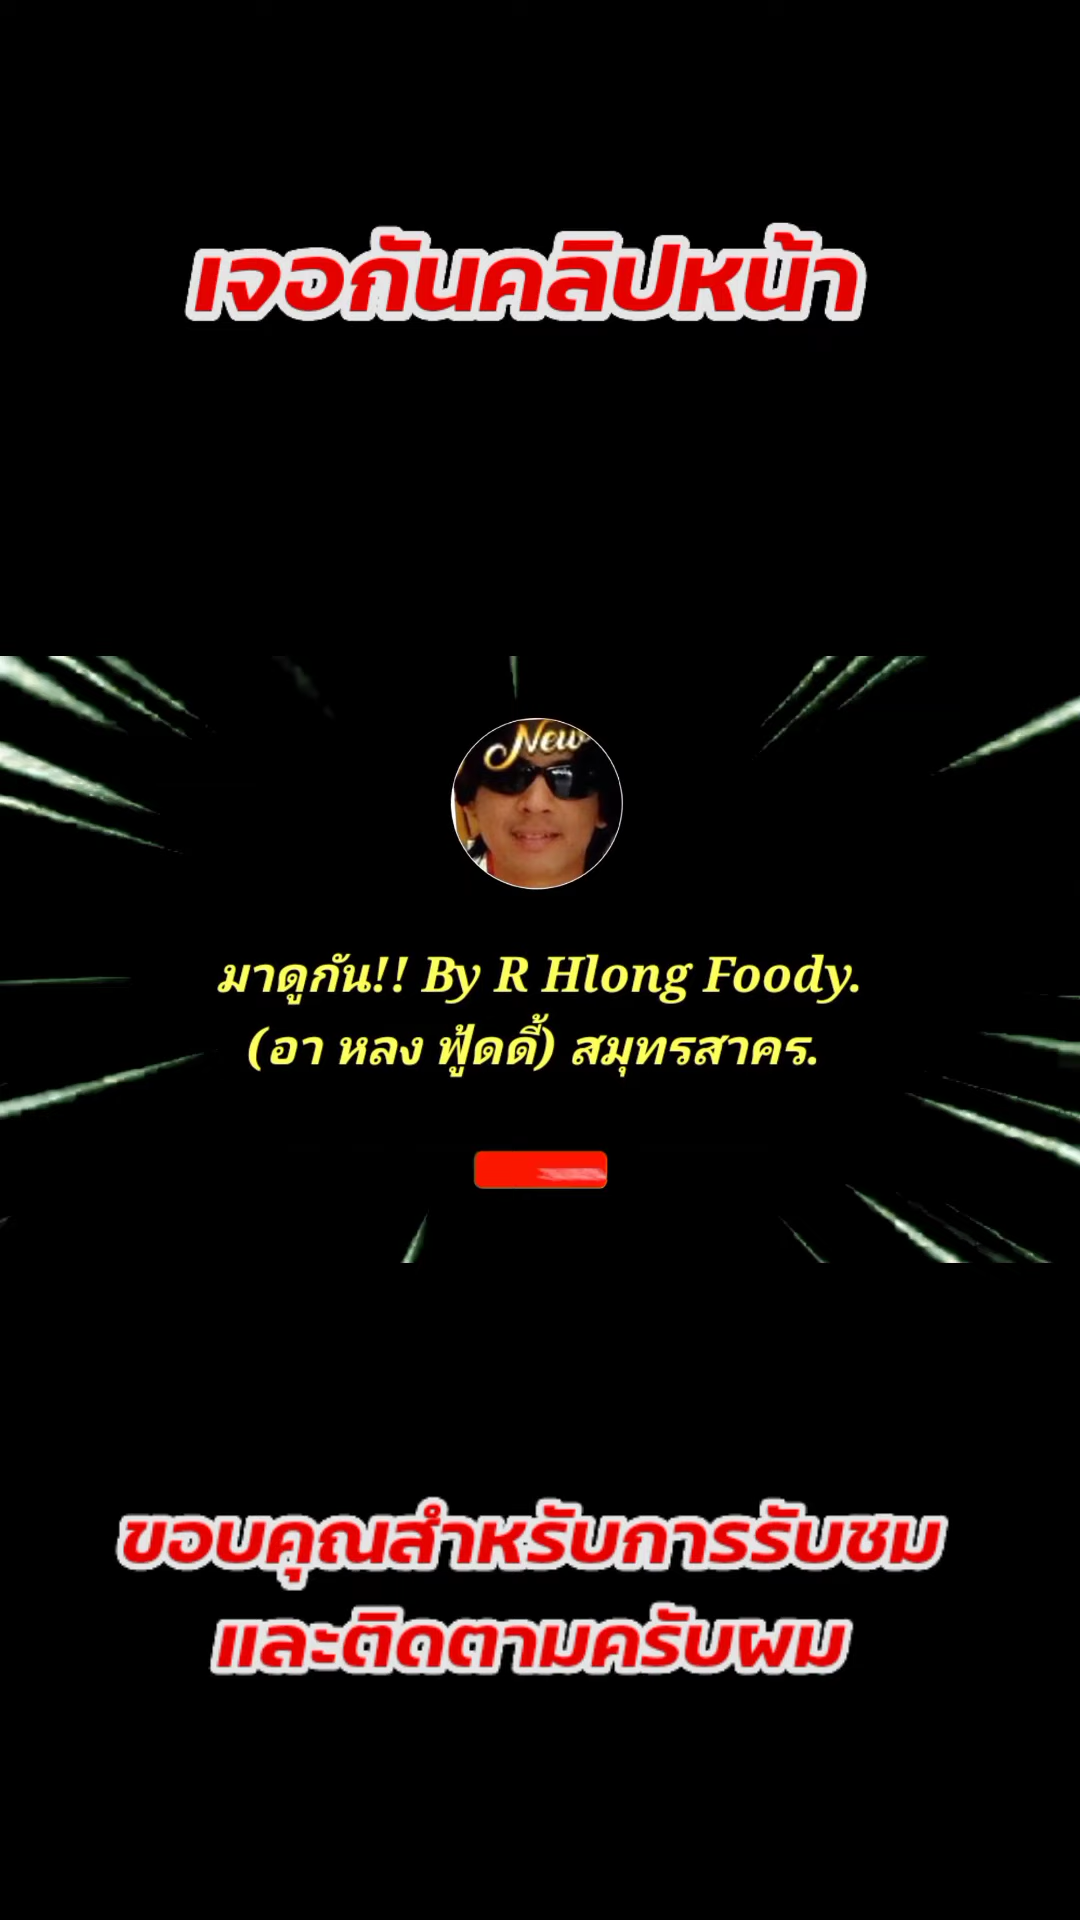 เจอกันคลิปหน้า
New
มาดูกัน!! By R Hlong Foody.
(อา หลง ฟู้ดดี้) สมุทรสาคร.
ขอบคุณสำหรับการรับชม
และติดตามครับผม